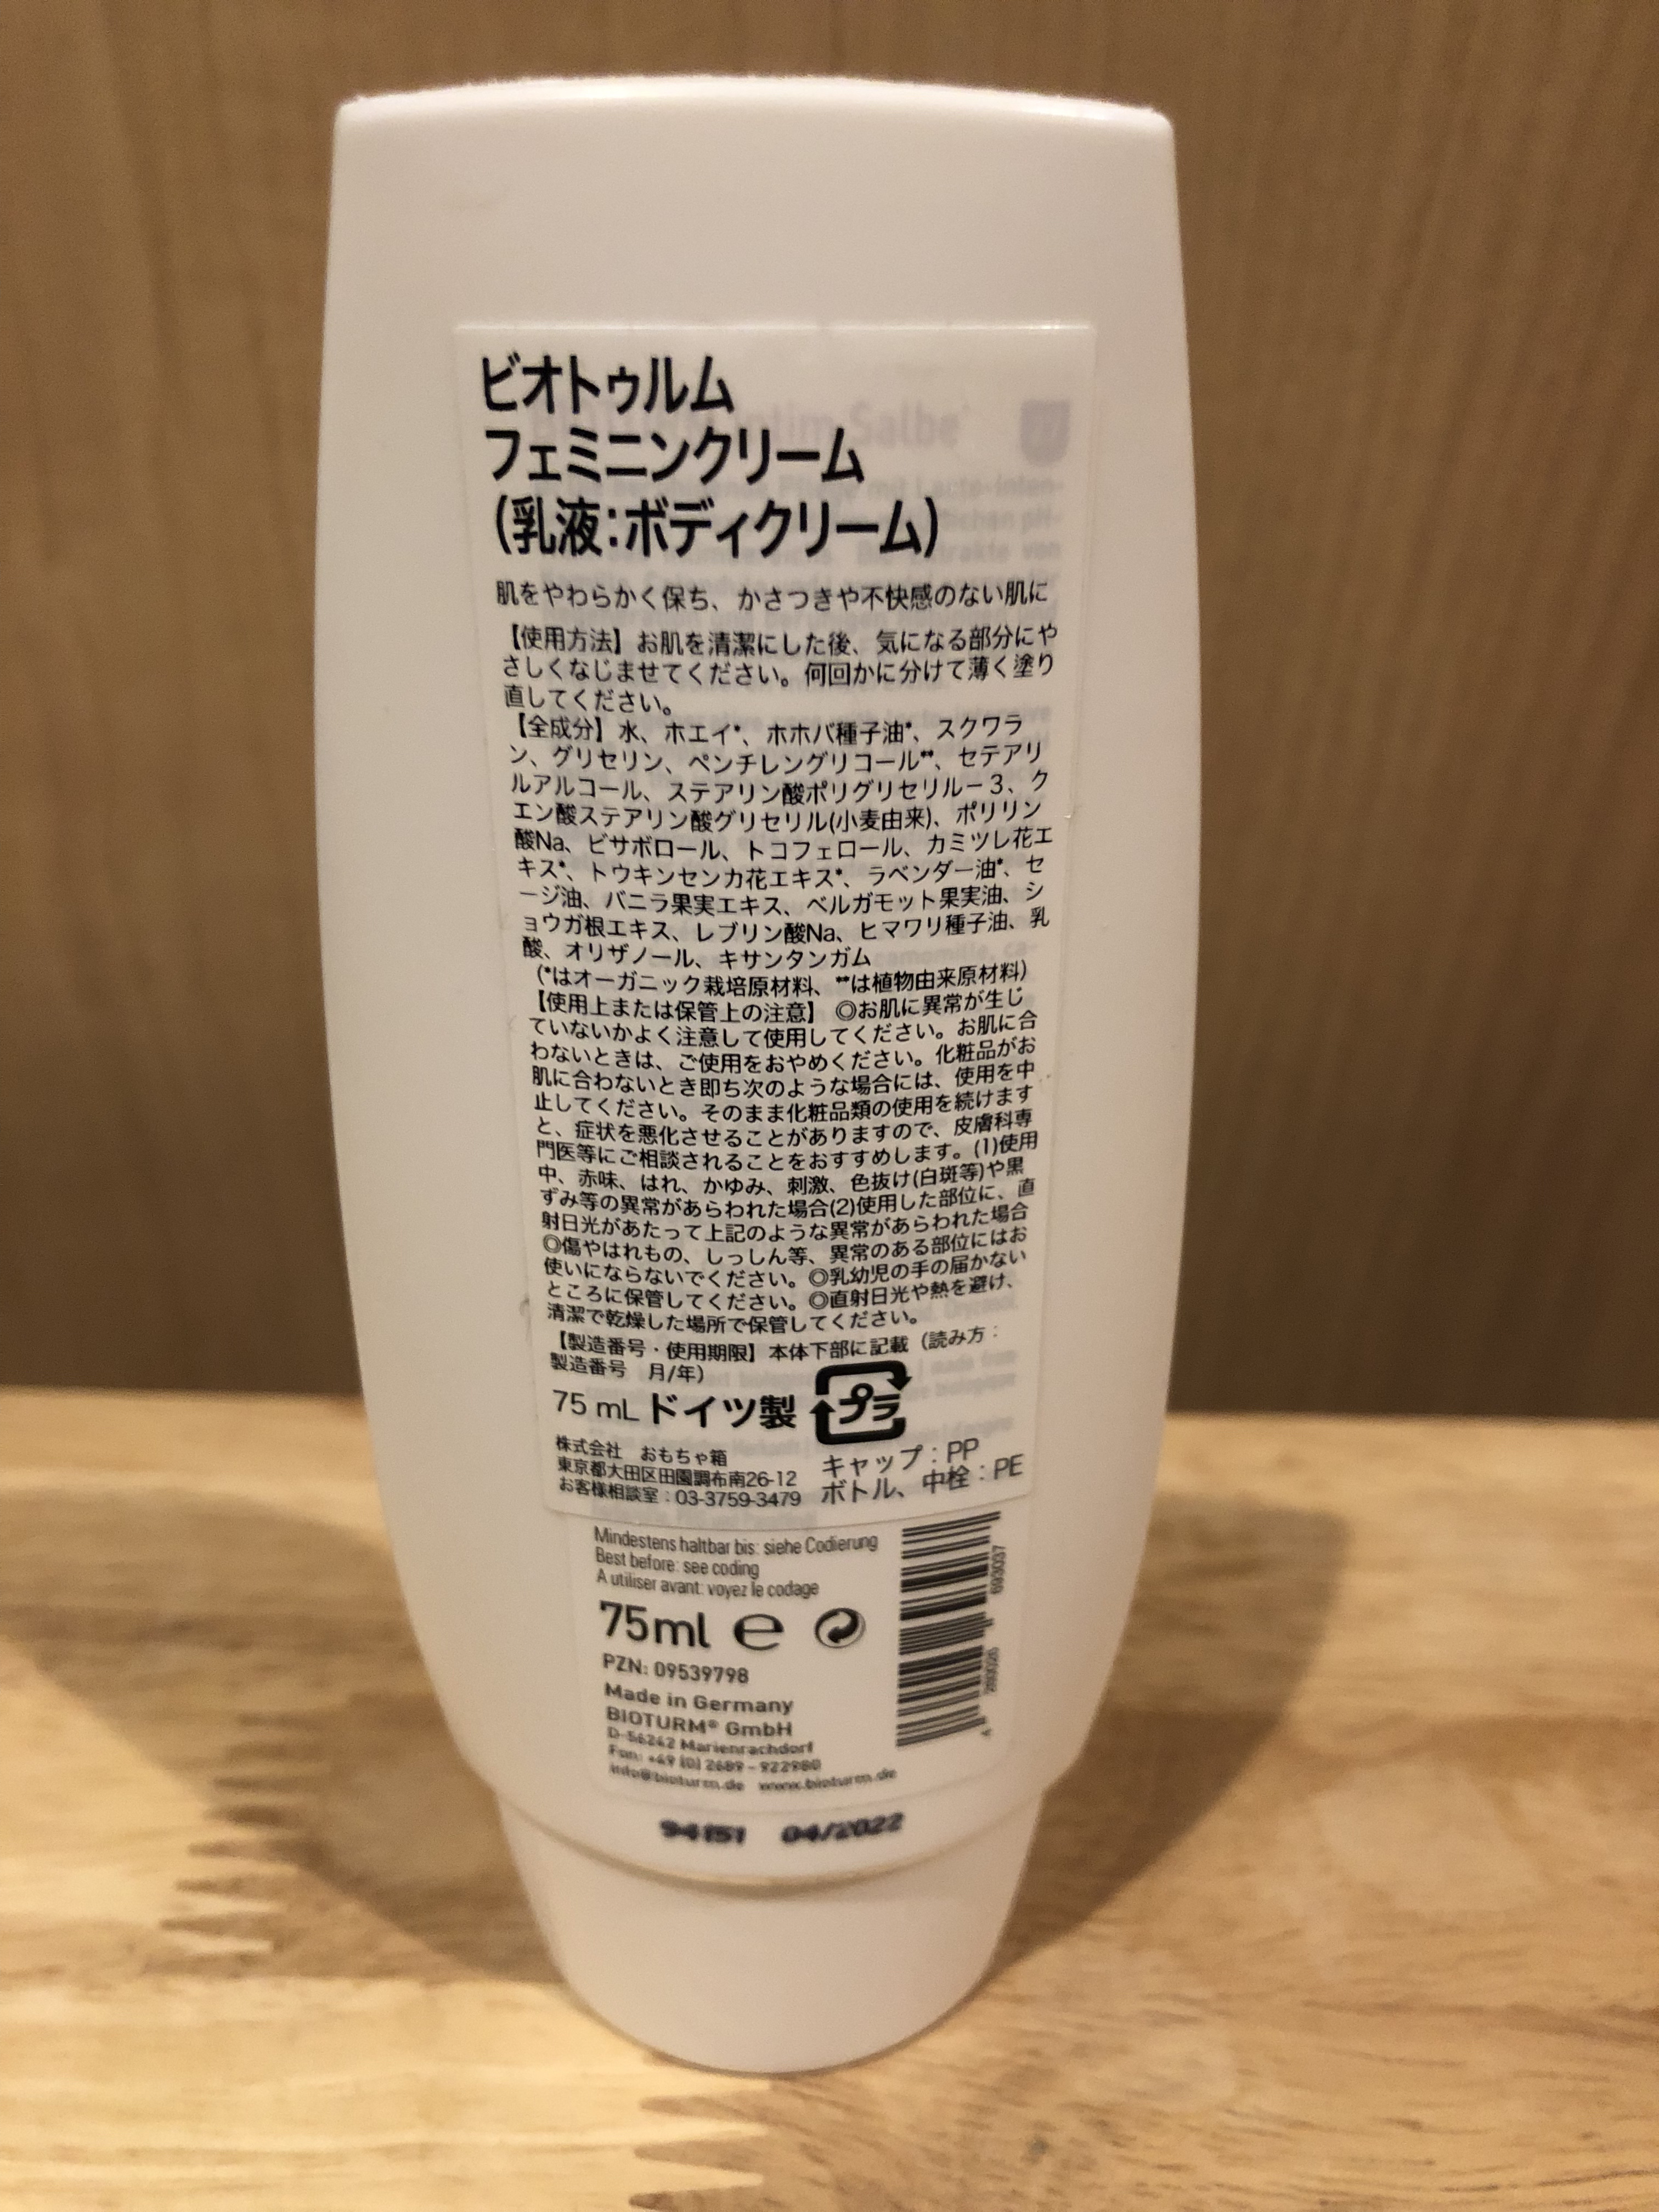 ビオトゥルム
フェミニンクリーム
(乳液:ボディクリーム)
肌をやわらかく保ち、かさつきや不快感のない肌に
【使用方法】お肌を清潔にした後、気になる部分にや
さしくなじませてください。何回かに分けて薄く塗り
直してください。
【全成分】水、ホエイ*、ホホバ種子油*、スクワラ
ン、グリセリン、ペンチレングリコール**、セテアリ
ルアルコール、ステアリン酸ポリグリセリル－3、ク
エン酸ステアリン酸グリセリル(小麦由来)、ポリリン
酸Na、ビサボロール、トコフェロール、カミツレ花エ
キス*、トウキンセンカ花エキス*、ラベンダー油*、セ
ージ油、バニラ果実エキス、ベルガモット果実油、シ
ョウガ根エキス、レブリン酸Na、ヒマワリ種子油、乳
酸、オリザノール、キサンタンガム
(*はオーガニック栽培原材料、**は植物由来原材料)
【使用上または保管上の注意】 ◎お肌に異常が生じ
ていないかよく注意して使用してください。お肌に合
わないときは、ご使用をおやめください。化粧品がお
肌に合わないとき即ち次のような場合には、使用を中
止してください。そのまま化粧品類の使用を続けます
と、症状を悪化させることがありますので、皮膚科専
門医等にご相談されることをおすすめします。(1)使用
中、赤味、はれ、かゆみ、刺激、色抜け(白斑等)や黒
ずみ等の異常があらわれた場合(2)使用した部位に、直
射日光があたって上記のような異常があらわれた場合
◎傷やはれもの、しっしん等、異常のある部位にはお
使いにならないでください。◎乳幼児の手の届かない
ところに保管してください。◎直射日光や熱を避け、
清潔で乾燥した場所で保管してください。
【製造番号・使用期限】本体下部に記載（読み方：
製造番号　月/年）
75 mL ドイツ製 プラ
株式会社　おもちゃ箱
東京都大田区田園調布南26-12
お客様相談室：03-3759-3479
キャップ：PP
ボトル、中栓：PE
Mindestens haltbar bis: siehe Codierung
Best before: see coding
A utiliser avant: voyez le codage
75ml e
PZN: 09539798
Made in Germany
BIOTURM® GmbH
D-56242 Marienrachdorf
Fon: +49 (0) 2689 - 922980
info@bioturm.de www.bioturm.de
94151 04/2022